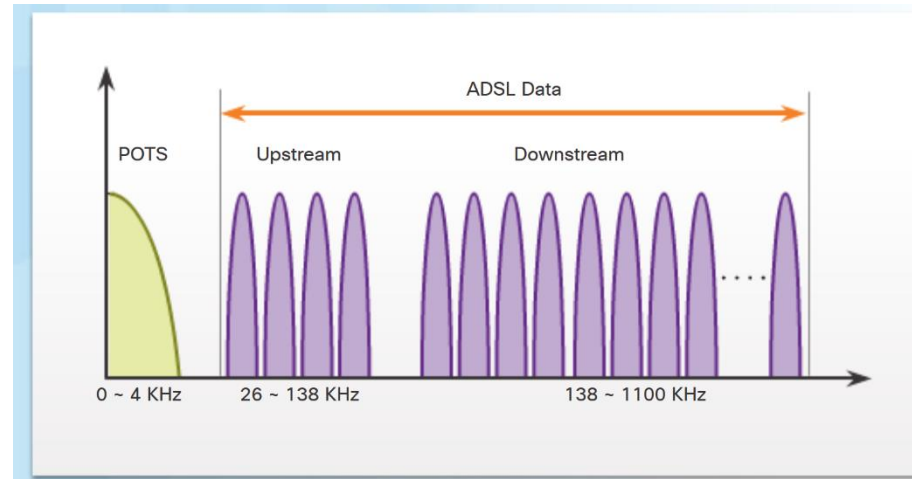 ADSL Data
POTS
Upstream
Downstream
0 ~ 4 KHz
26 ~ 138 KHz
138 ~ 1100 KHz